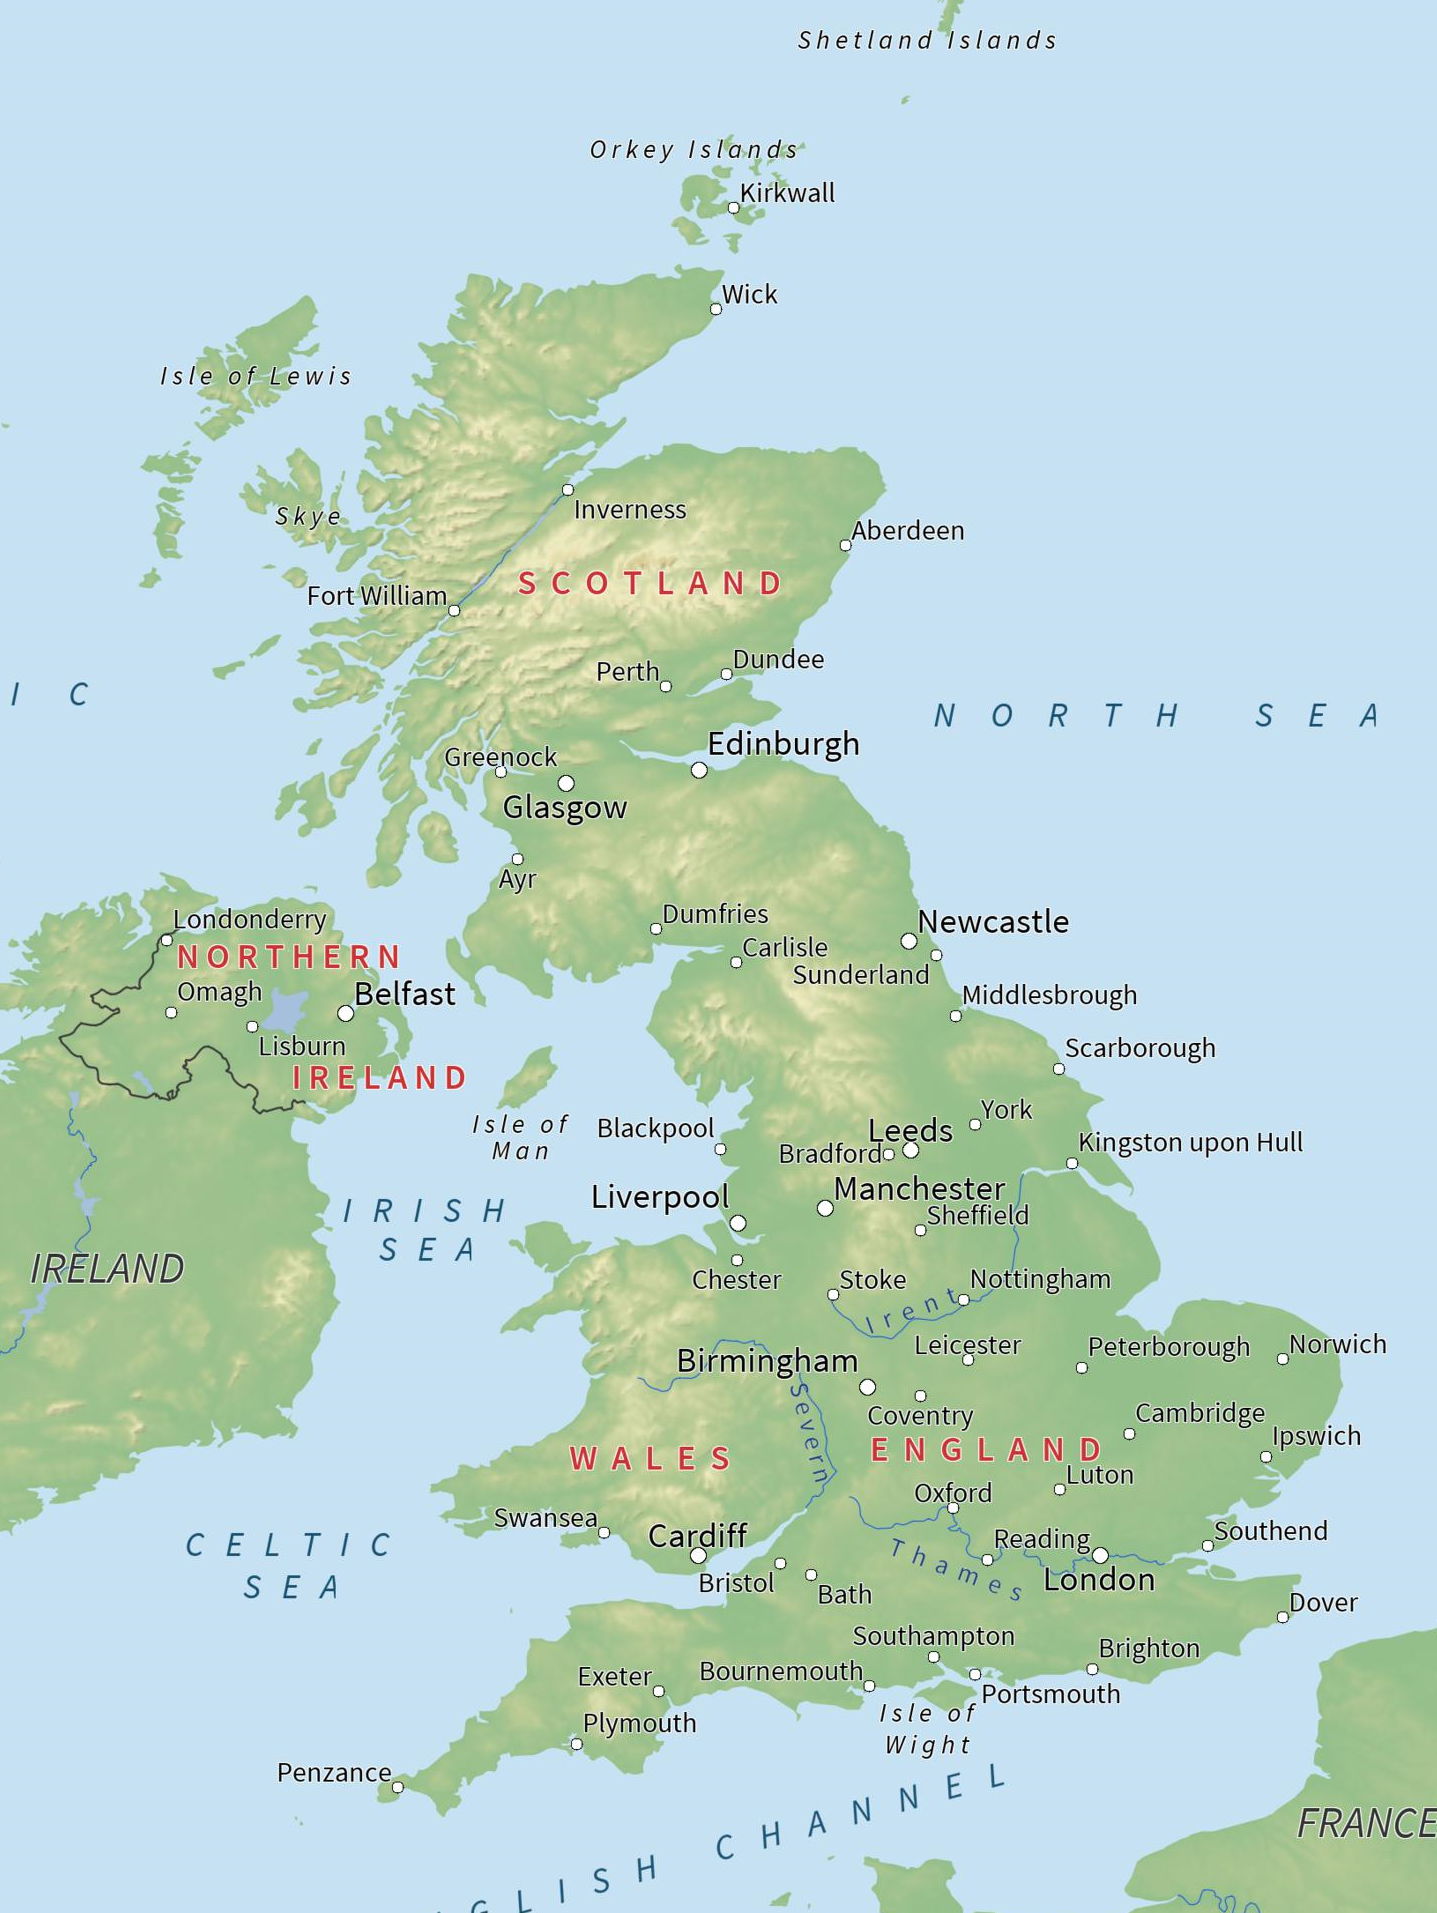 Shetland Islands
Orkey Islands
Kirkwall
Wick
Isle of Lewis
Inverness
Skye
Aberdeen
SCOTLAND
Fort William
Dundee
Perth
I C
NORTH SEA
Edinburgh
Greenock
Glasgow
Ayr
Dumfries
Londonderry
Newcastle
Carlisle
NORTHERN
Sunderland
Omagh
Belfast
Middlesbrough
Lisburn
Scarborough
IRELAND
York
Isle of
Man
Blackpool
Leeds
Kingston upon Hull
Bradford
Manchester
Liverpool
IRISH
SEA
Sheffield
IRELAND
Chester
Stoke
Nottingham
Irent
Leicester
Peterborough
Norwich
Birmingham
Severn
Coventry
Cambridge
Ipswich
ENGLAND
WALES
Luton
Oxford
Swansea
Cardiff
CELTIC
SEA
Reading
Southend
Thames
London
Bristol
Bath
Dover
Southampton
Brighton
Exeter
Bournemouth
Portsmouth
Isle of
Wight
Plymouth
Penzance
GLISH CHANNEL
FRANCE